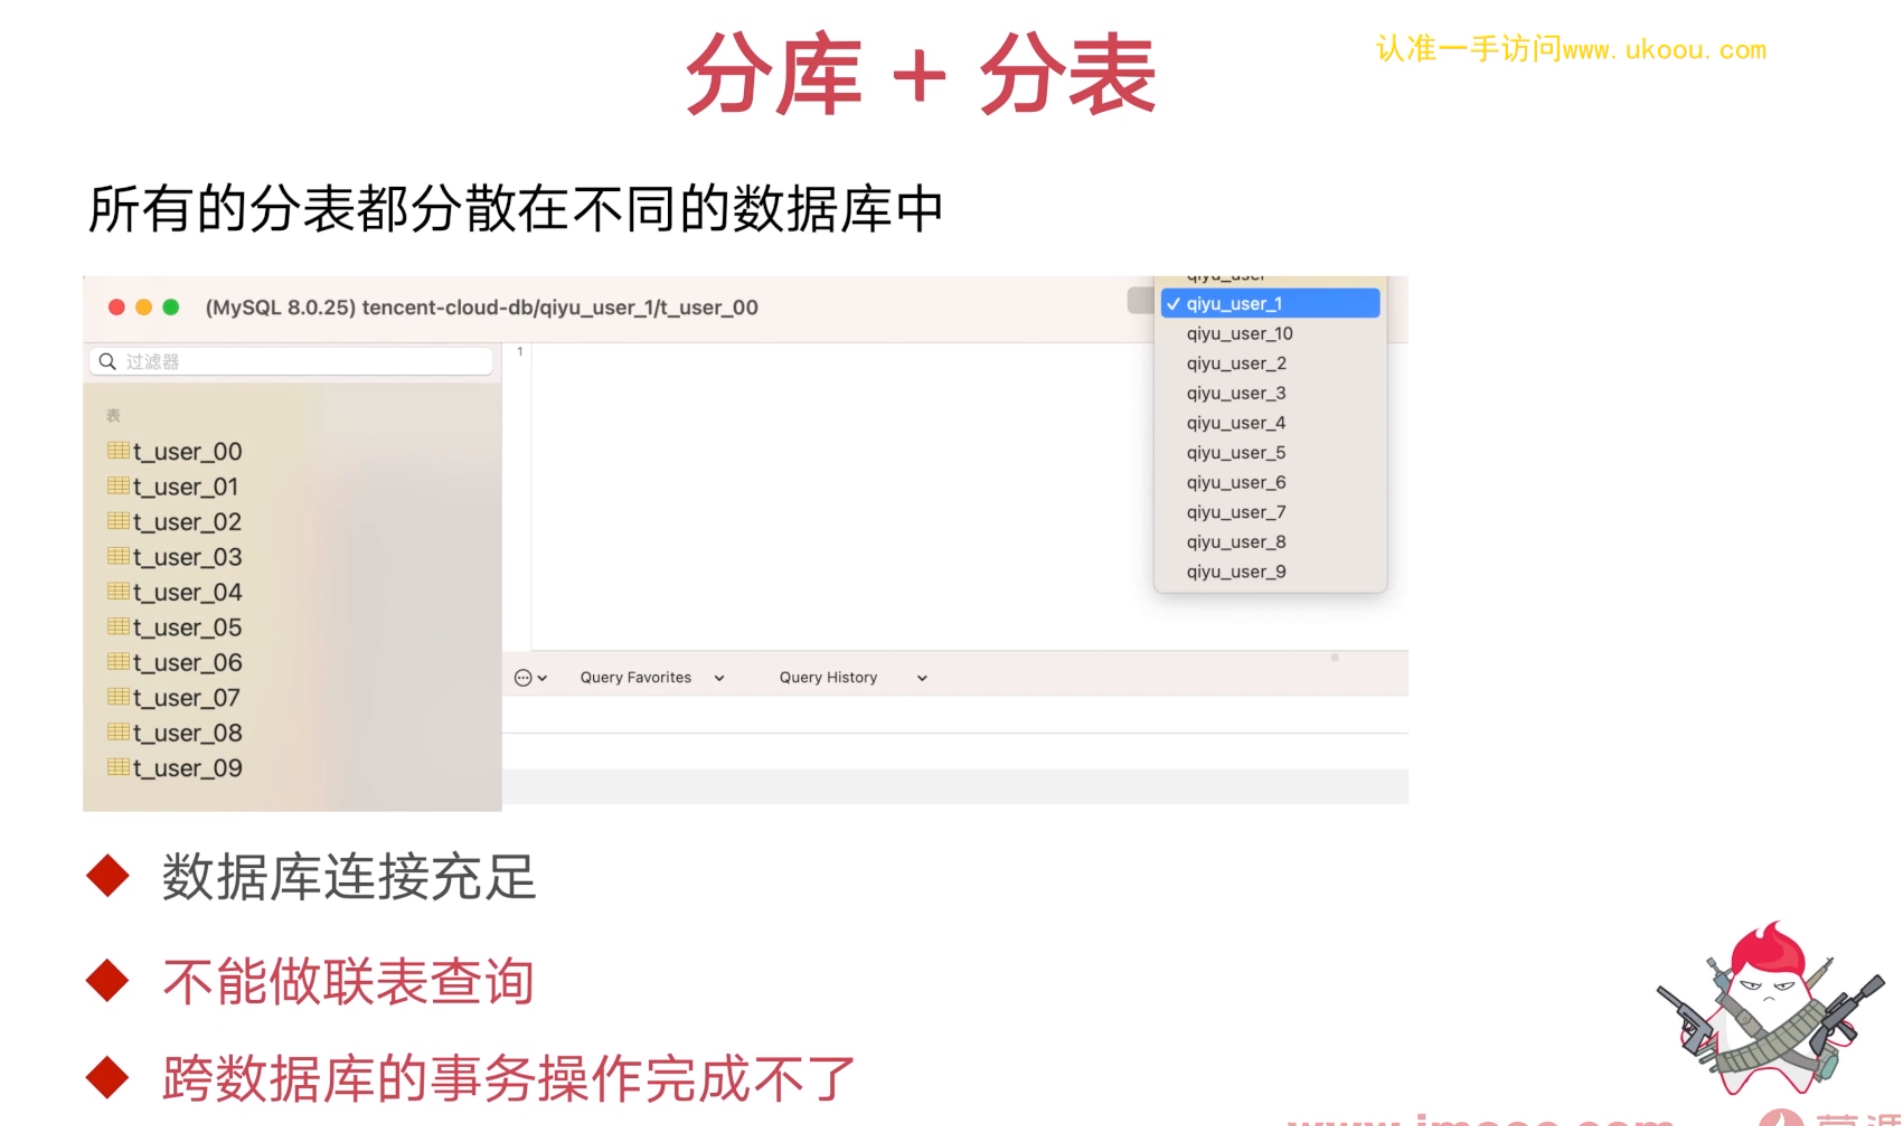 分库 + 分表
认准一手访问www.ukoou.com
所有的分表都分散在不同的数据库中
(MySQL 8.0.25) tencent-cloud-db/qiyu_user_1/t_user_00
qiyu_user
✓ qiyu_user_1
qiyu_user_10
qiyu_user_2
qiyu_user_3
qiyu_user_4
qiyu_user_5
qiyu_user_6
qiyu_user_7
qiyu_user_8
qiyu_user_9
过滤器
1
表
t_user_00
t_user_01
t_user_02
t_user_03
t_user_04
t_user_05
t_user_06
t_user_07
t_user_08
t_user_09
Query Favorites
Query History
数据库连接充足
不能做联表查询
跨数据库的事务操作完成不了